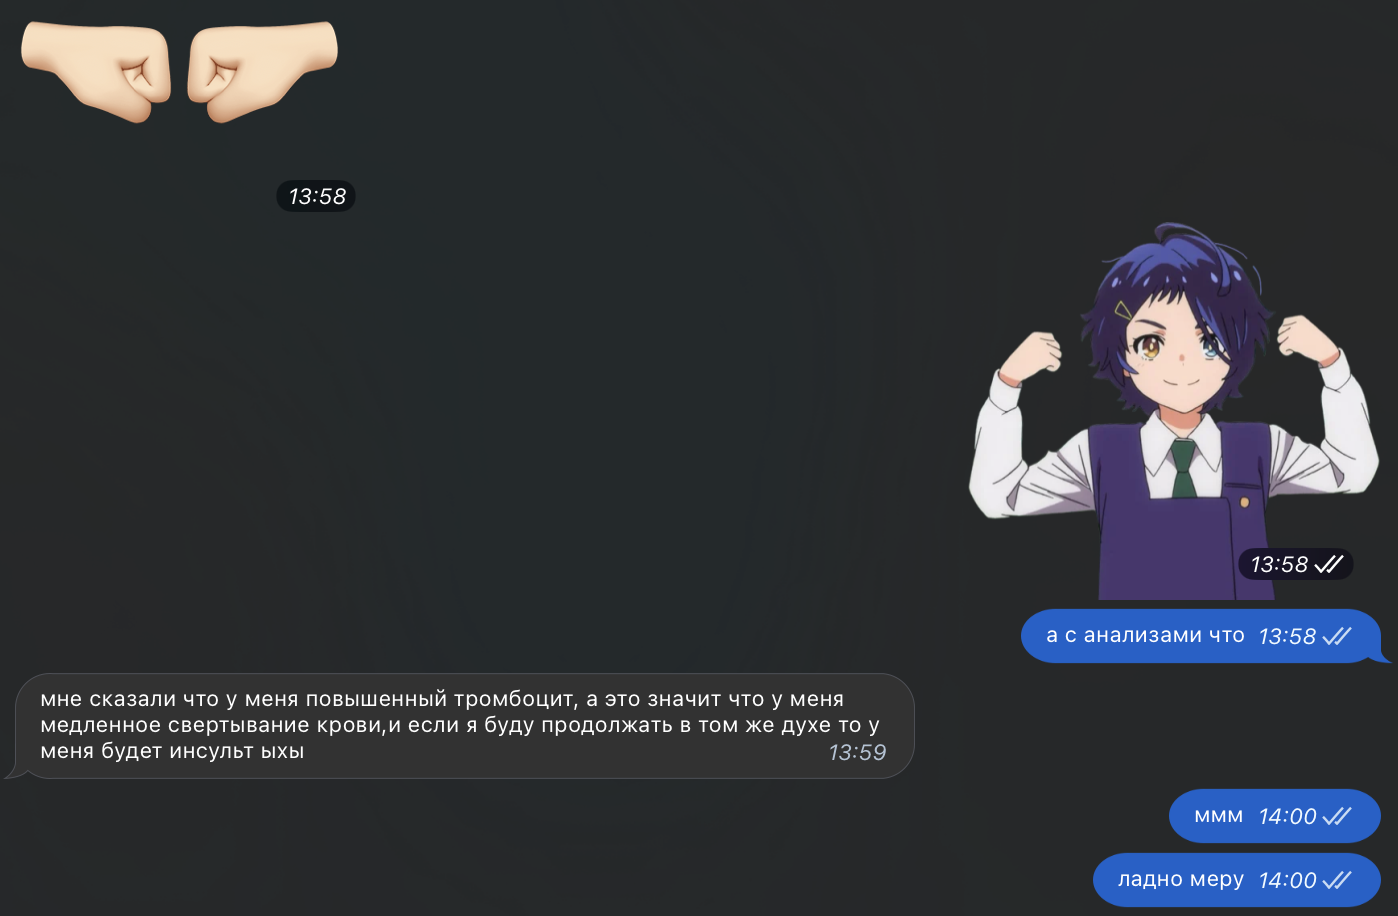 13:58
13:58
а с анализами что 13:58
мне сказали что у меня повышенный тромбоцит, а это значит что у меня
медленное свертывание крови,и если я буду продолжать в том же духе то у
меня будет инсульт ыхы
13:59
ммм 14:00
ладно меру 14:00